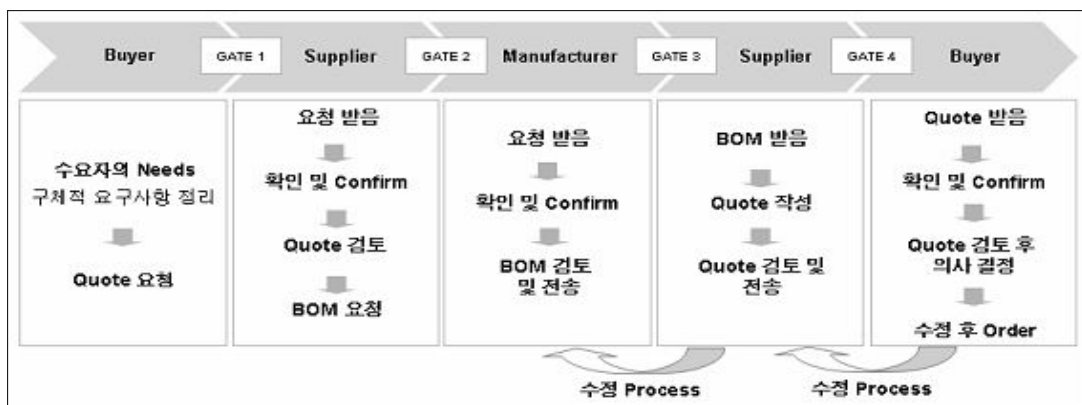 Buyer
GATE 1
Supplier
GATE 2
Manufacturer
GATE 3
Supplier
GATE 4
Buyer
수요자의 Needs
구체적 요구사항 정리
Quote 요청
요청 받음
확인 및 Confirm
Quote 검토
BOM 요청
요청 받음
확인 및 Confirm
BOM 검토
및 전송
BOM 받음
Quote 작성
Quote 검토 및
전송
Quote 받음
확인 및 Confirm
Quote 검토 후
의사 결정
수정 후 Order
수정 Process
수정 Process